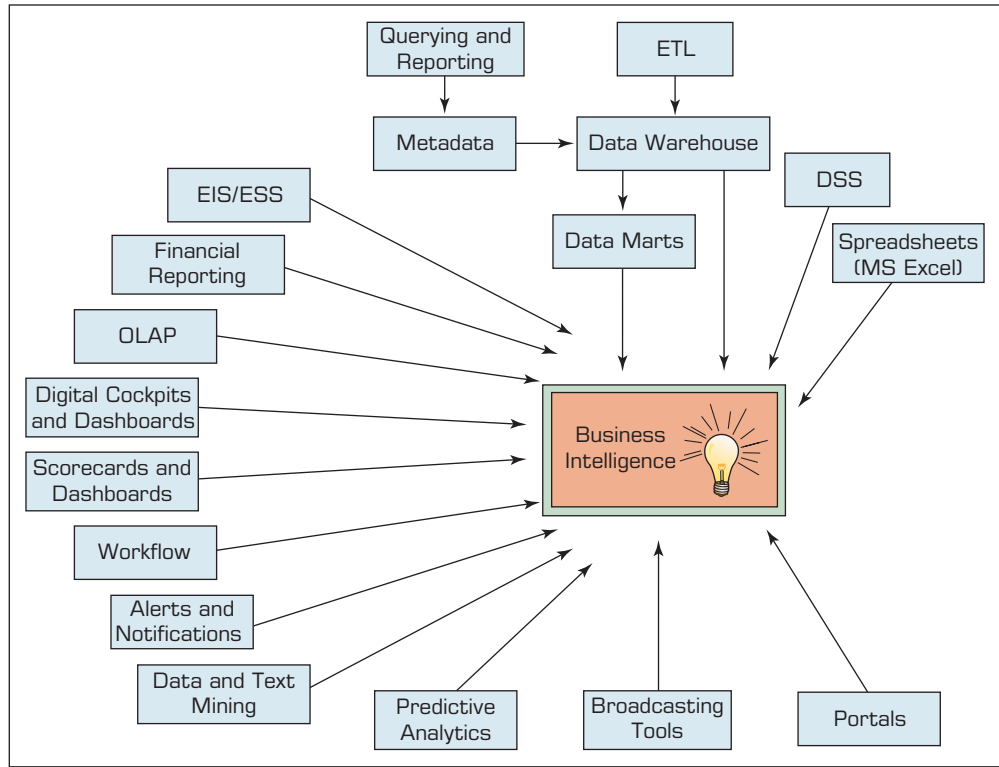 Querying and
Reporting
ETL
Metadata
Data Warehouse
DSS
EIS/ESS
Data Marts
Spreadsheets
(MS Excel)
Financial
Reporting
OLAP
Digital Cockpits
and Dashboards
Business
Intelligence
Scorecards and
Dashboards
Workflow
Alerts and
Notifications
Data and Text
Mining
Predictive
Analytics
Broadcasting
Tools
Portals